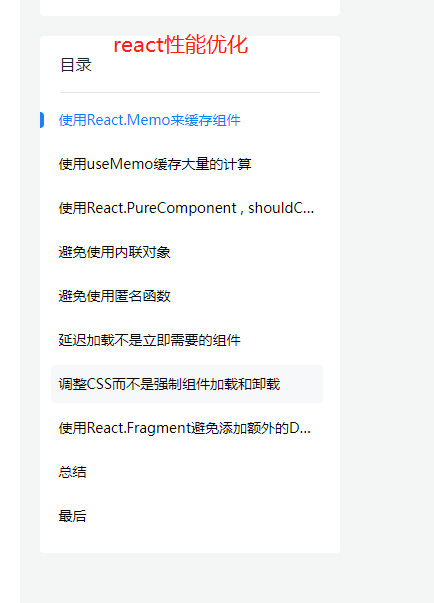 react性能优化
目录
使用React.Memo来缓存组件
使用useMemo缓存大量的计算
使用React.PureComponent , shouldC...
避免使用内联对象
避免使用匿名函数
延迟加载不是立即需要的组件
调整CSS而不是强制组件加载和卸载
使用React.Fragment避免添加额外的D...
总结
最后